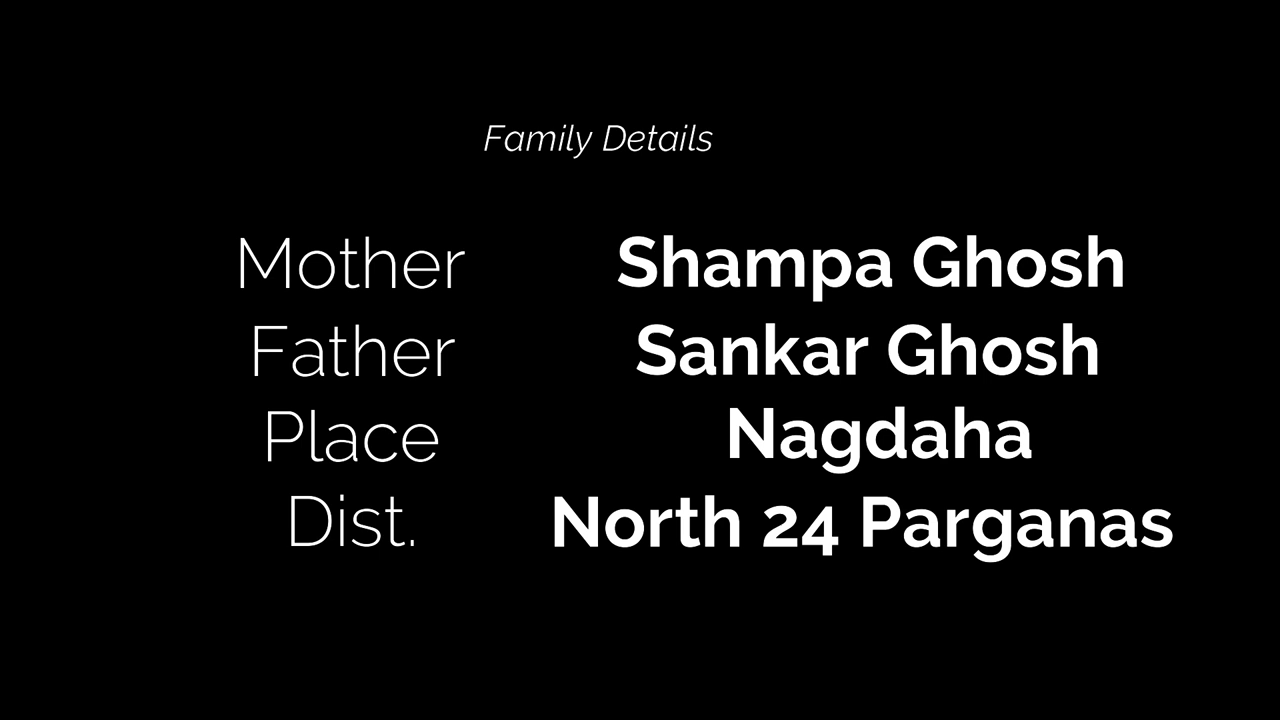 Family Details
Mother Shampa Ghosh
Father Sankar Ghosh
Place Nagdaha
Dist. North 24 Parganas